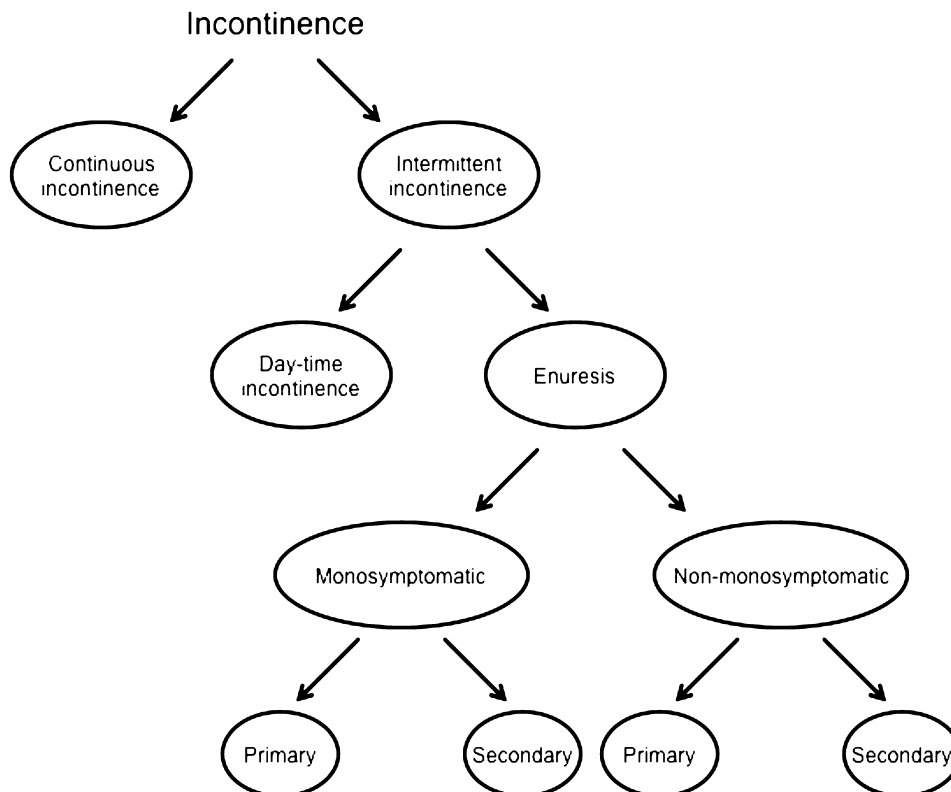 Incontinence
Continuous
incontinence
Intermittent
incontinence
Day-time
incontinence
Enuresis
Monosymptomatic
Non-monosymptomatic
Primary
Secondary
Primary
Secondary